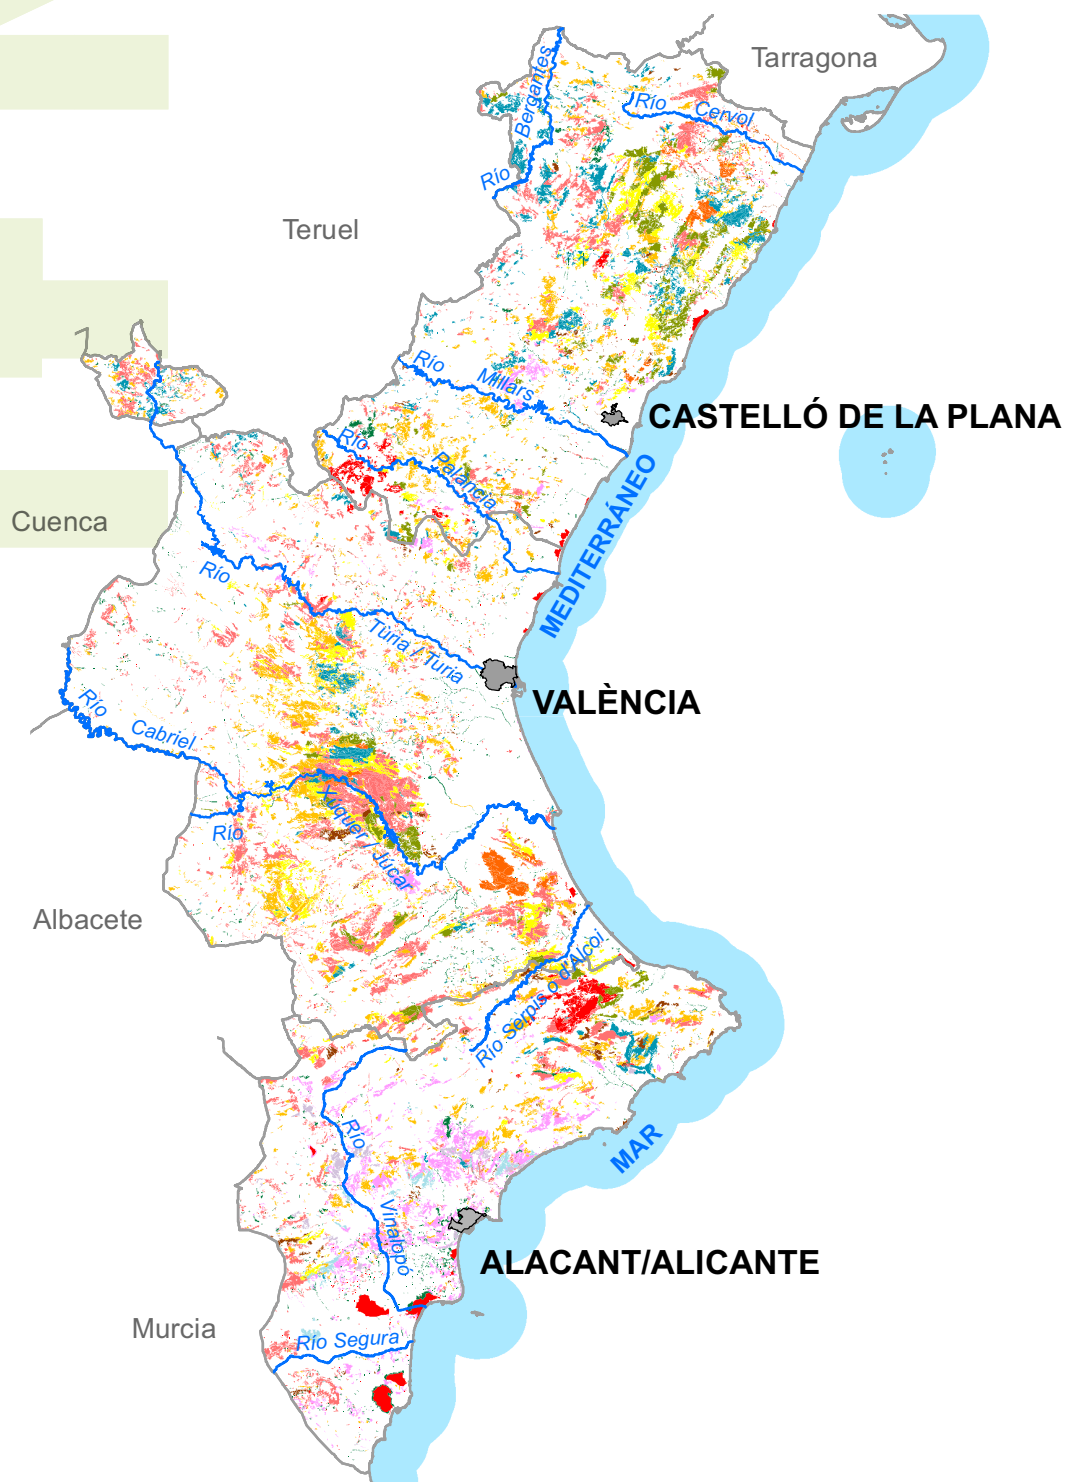 Tarragona
Río Bergantes
Río Cervol
Teruel
Río Millars
CASTELLÓ DE LA PLANA
Río Palancia
MEDITERRÁNEO
Cuenca
Río Túria / Turia
VALÈNCIA
Río Cabriel
Río Xúquer / Júcar
Albacete
Río Serpis o d'Alcoi
MAR
Río Vinalopó
ALACANT/ALICANTE
Murcia
Río Segura